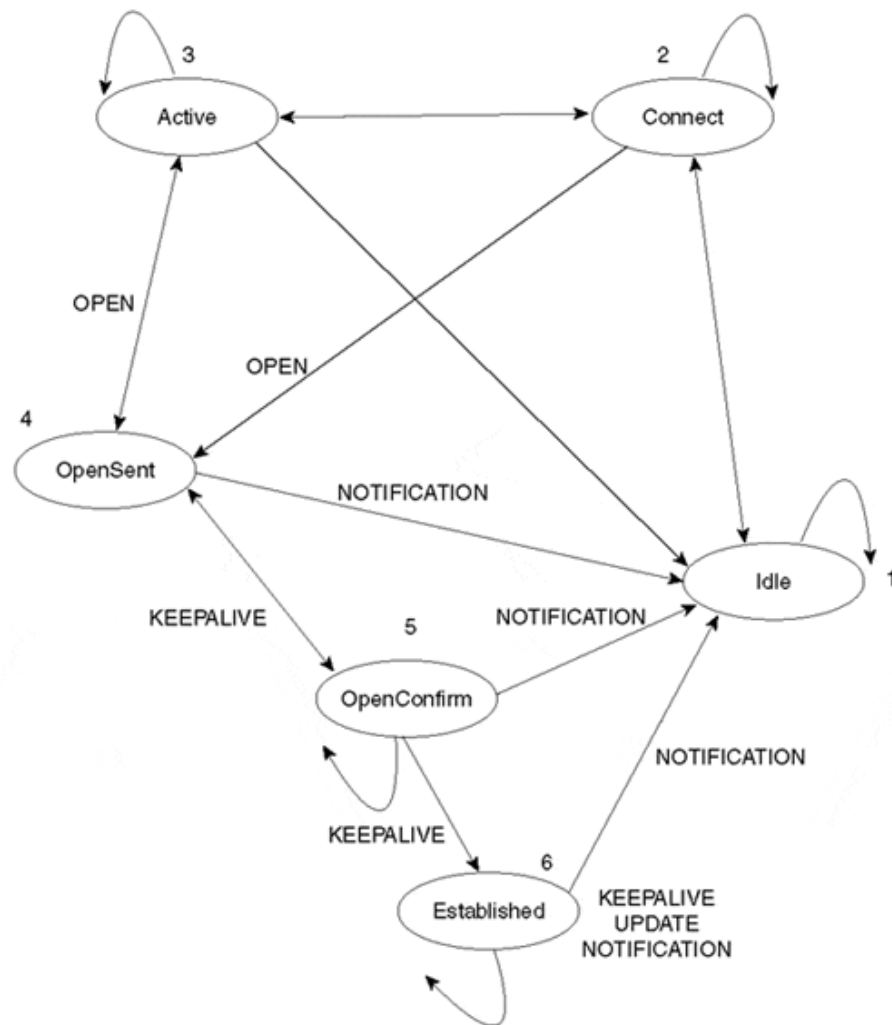 3
2
Active
Connect
OPEN
OPEN
4
OpenSent
NOTIFICATION
Idle
1
KEEPALIVE
5
NOTIFICATION
OpenConfirm
NOTIFICATION
KEEPALIVE
6
Established
KEEPALIVE
UPDATE
NOTIFICATION